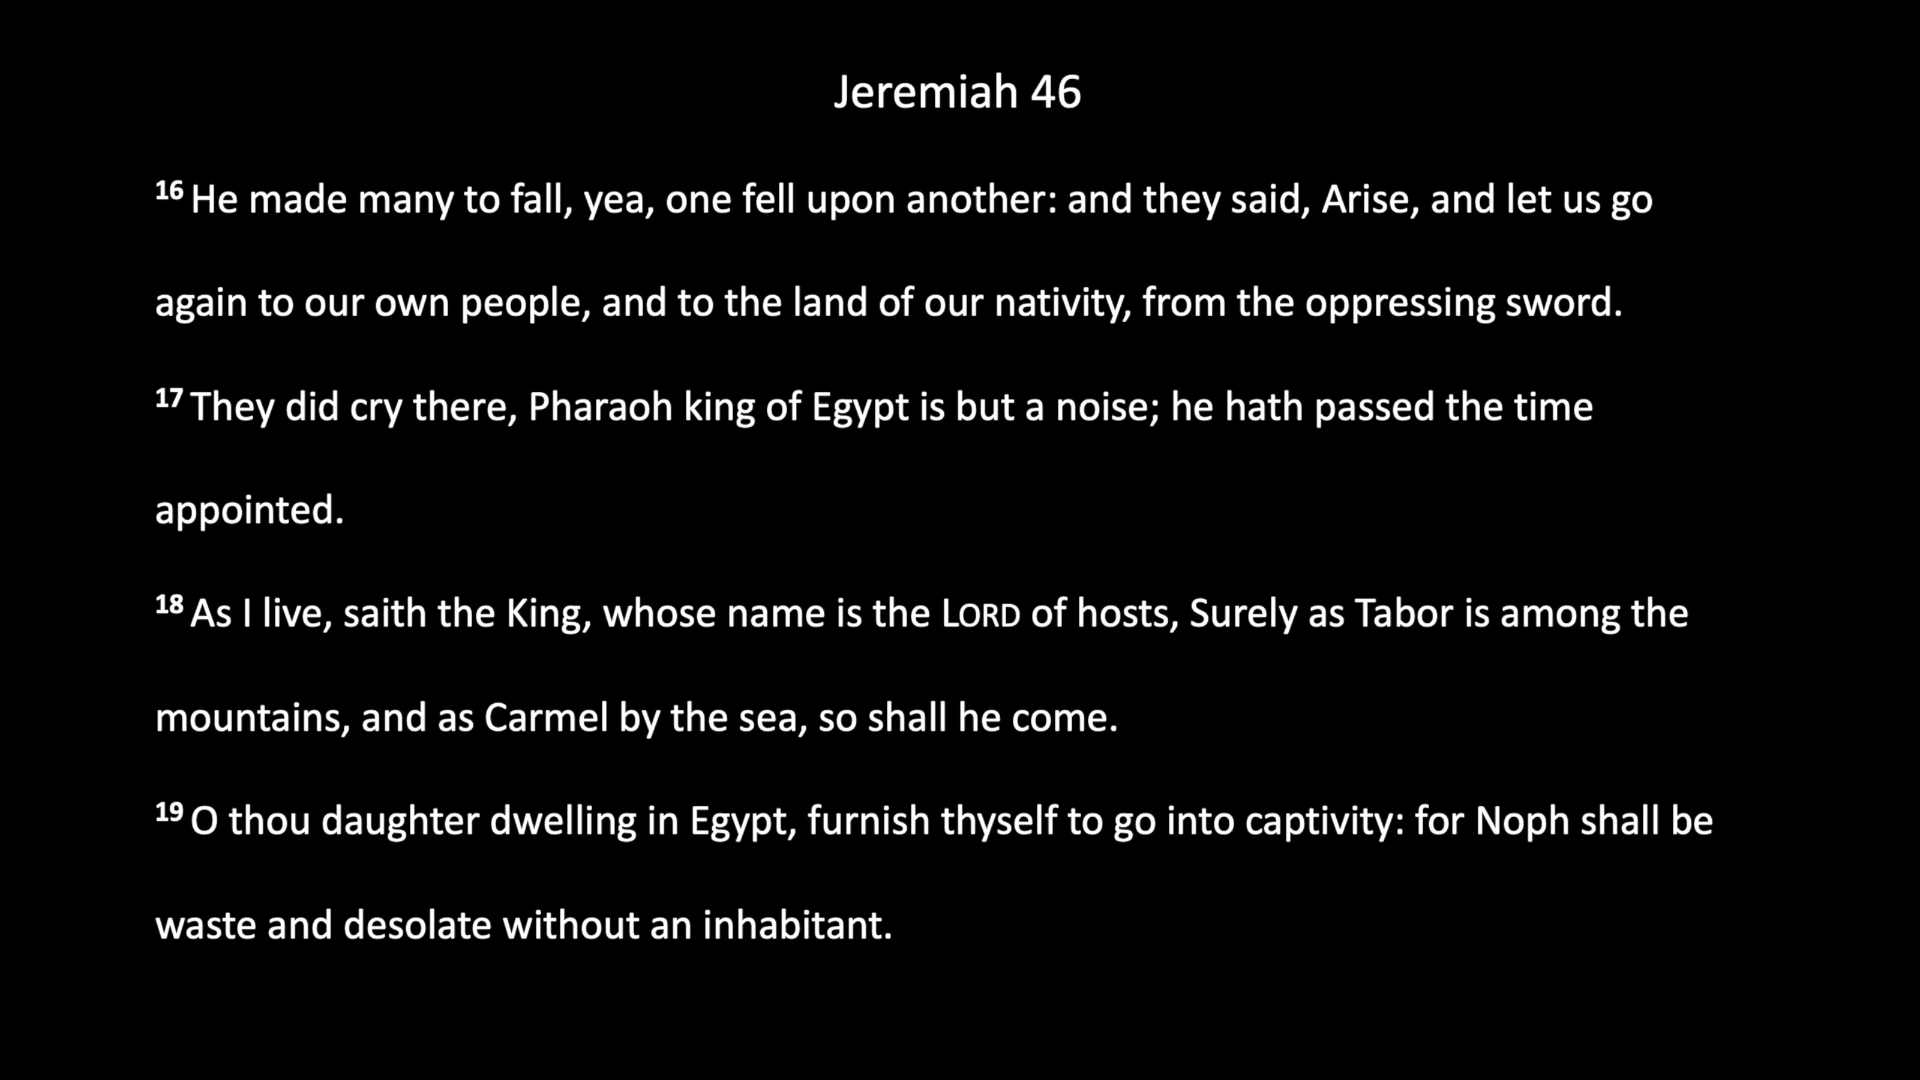 Jeremiah 46
16 He made many to fall, yea, one fell upon another: and they said, Arise, and let us go
again to our own people, and to the land of our nativity, from the oppressing sword.
17 They did cry there, Pharaoh king of Egypt is but a noise; he hath passed the time
appointed.
18 As I live, saith the King, whose name is the LORD of hosts, Surely as Tabor is among the
mountains, and as Carmel by the sea, so shall he come.
19 O thou daughter dwelling in Egypt, furnish thyself to go into captivity: for Noph shall be
waste and desolate without an inhabitant.